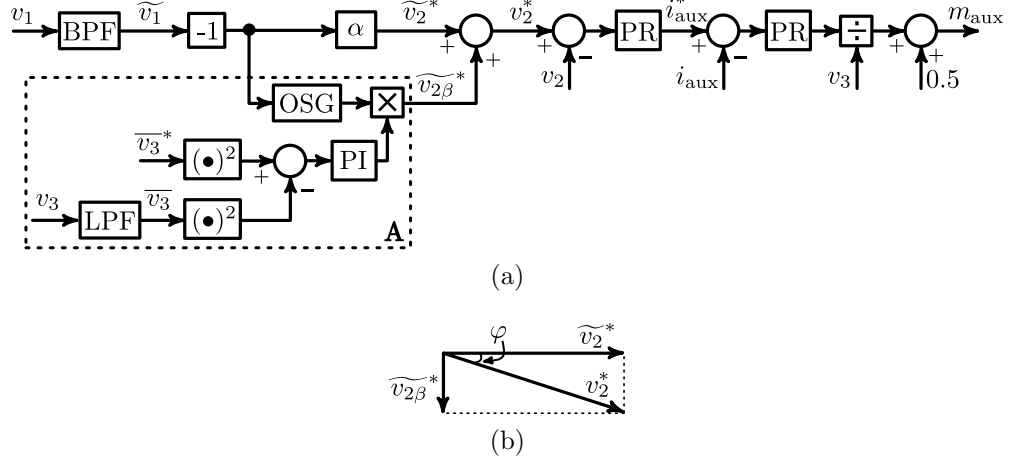 v₁ BPF ṽ₁ -1 α ṽ₂* + + v₂* + − v₂ PR i*ₐᵤₓ + − iₐᵤₓ PR ÷ v₃ + + 0.5 mₐᵤₓ
OSG × ṽ₂ᵦ*
v̅₃* (•)² + − PI
v₃ LPF v̅₃ (•)² A
(a)
φ ṽ₂*
ṽ₂ᵦ* v₂*
(b)